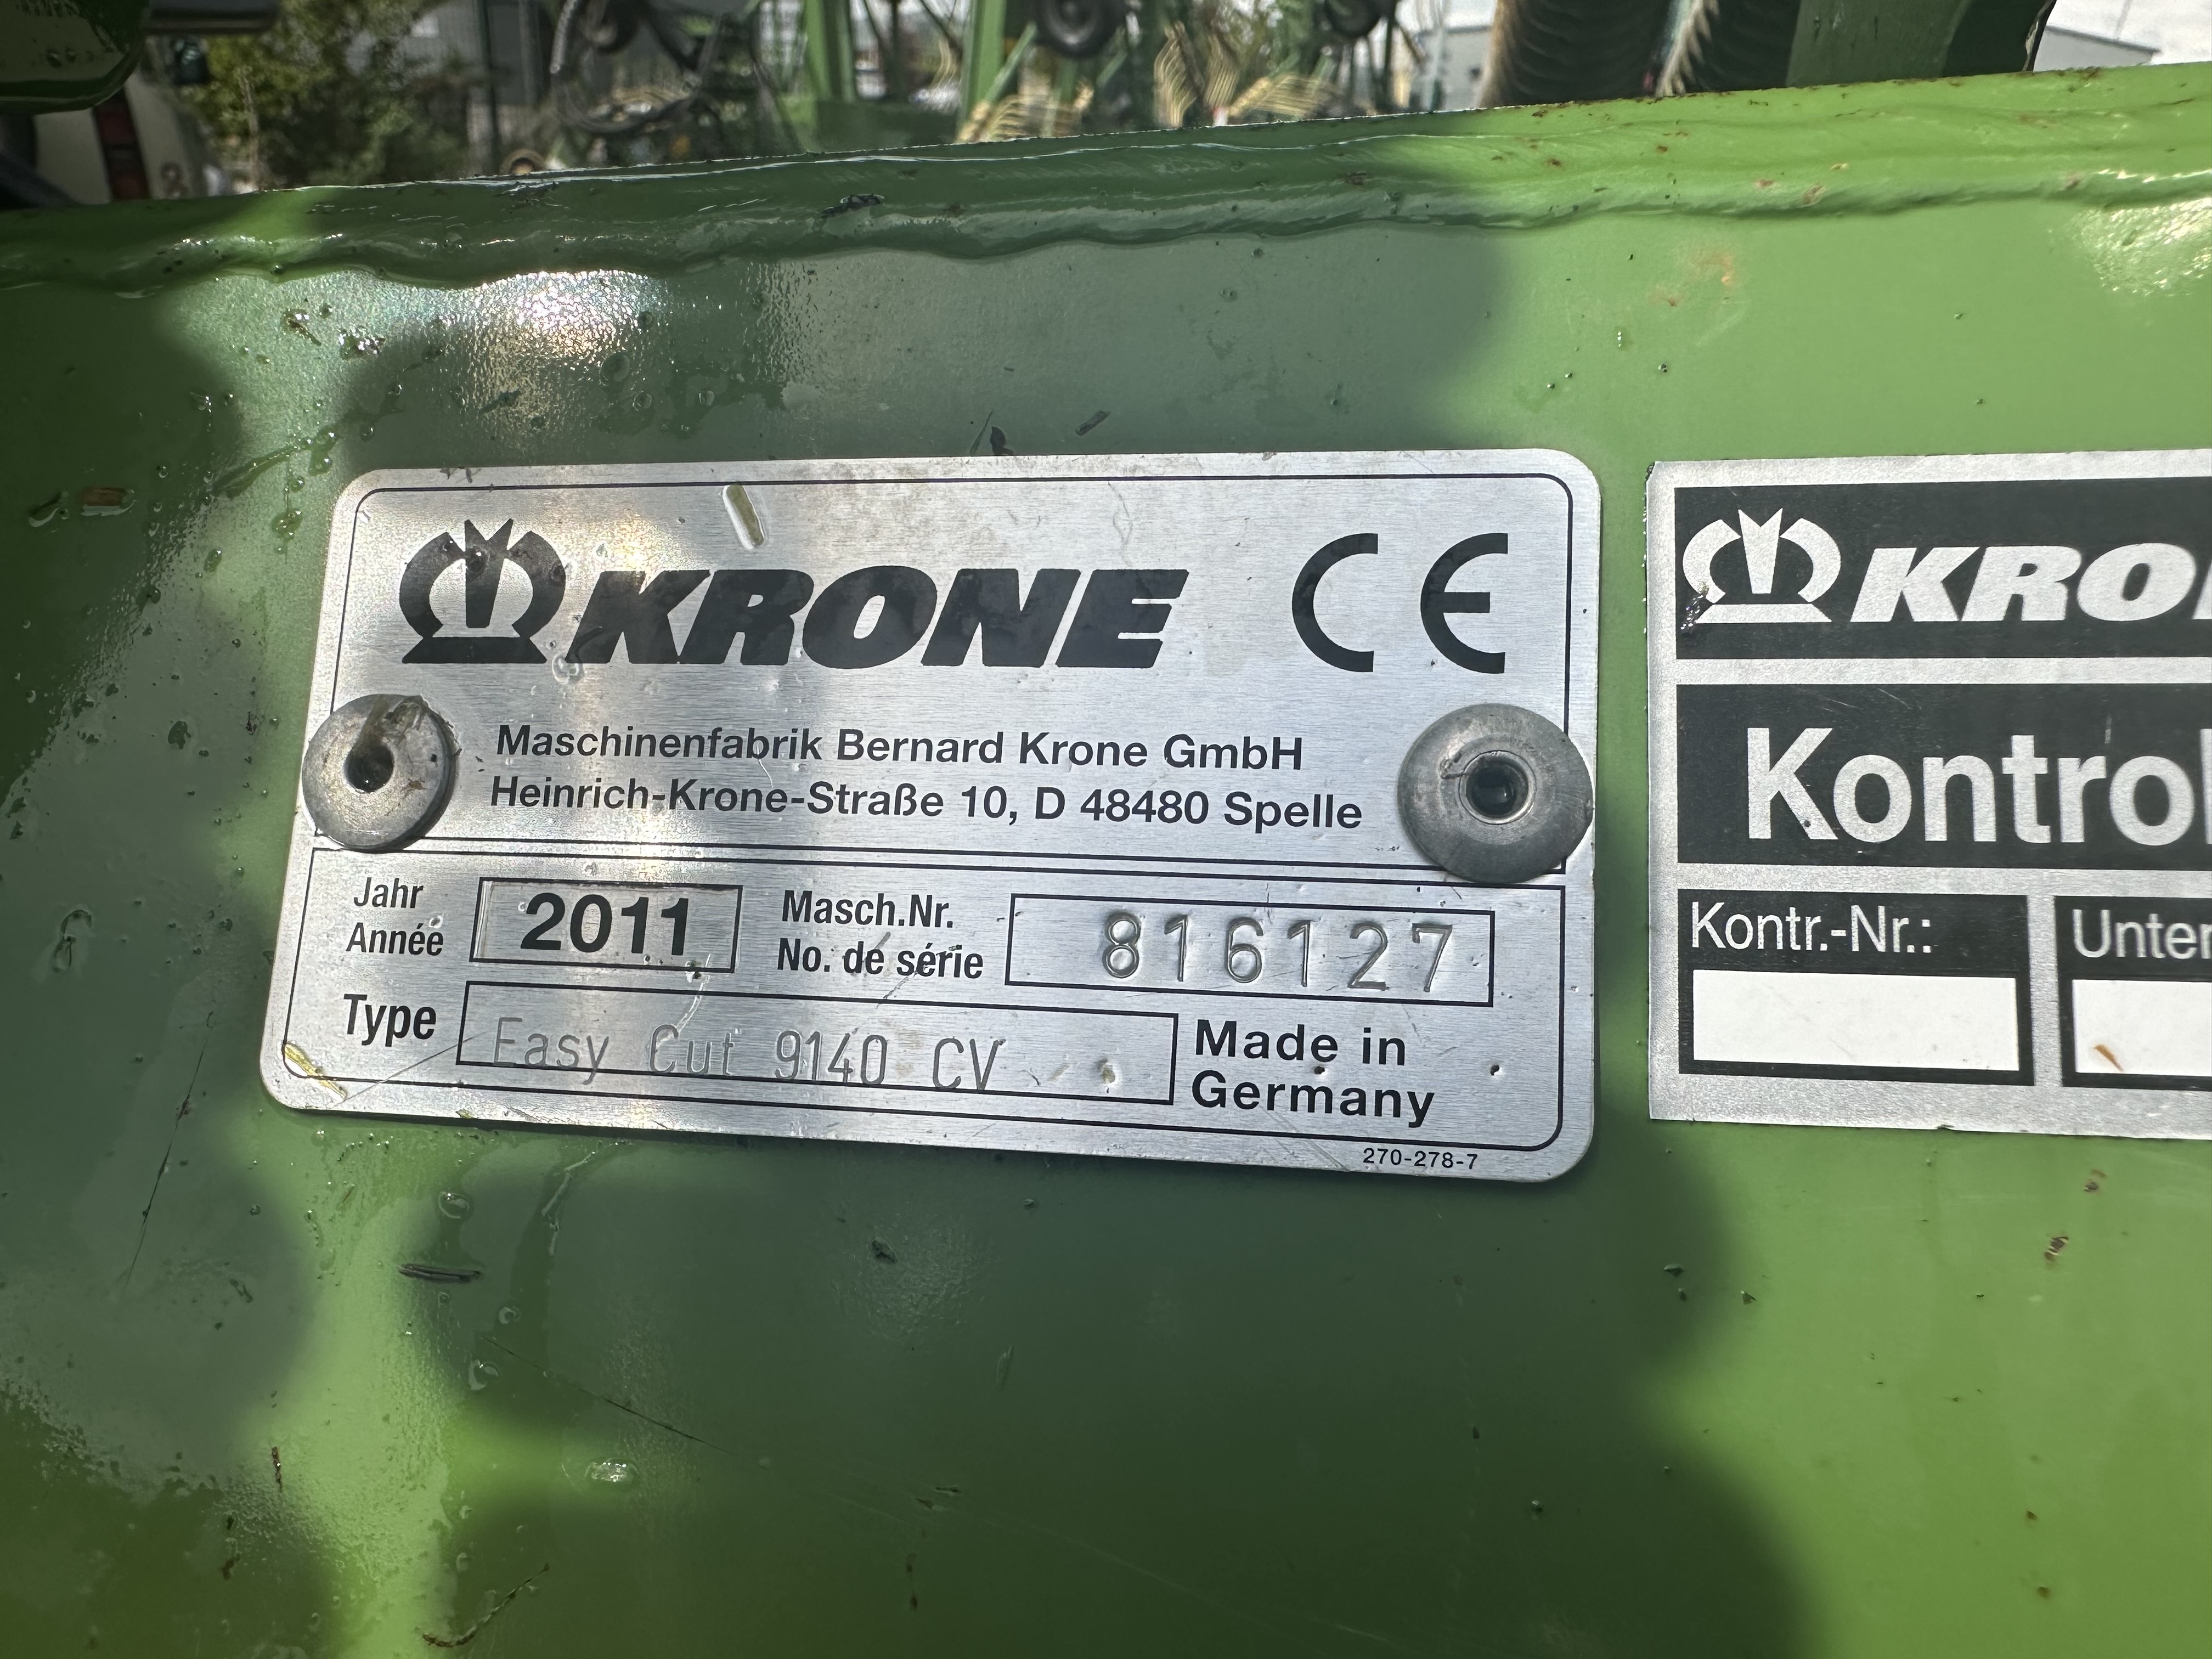 KRONE CE
Maschinenfabrik Bernard Krone GmbH
Heinrich-Krone-Straße 10, D 48480 Spelle
Jahr
Année
2011
Masch.Nr.
No. de série
816127
Type
Easy Cut 9140 CV
Made in
Germany
270-278-7
KRO
Kontrol
Kontr.-Nr.:
Unter